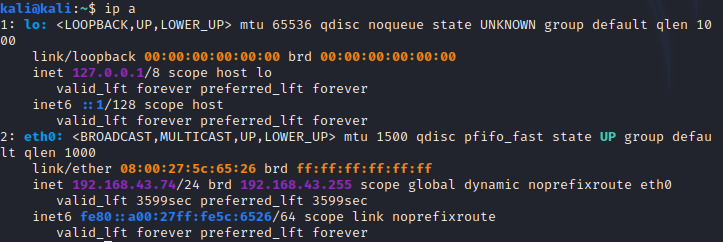 kali@kali:~$ ip a
1: lo: <LOOPBACK,UP,LOWER_UP> mtu 65536 qdisc noqueue state UNKNOWN group default qlen 10
00
    link/loopback 00:00:00:00:00:00 brd 00:00:00:00:00:00
    inet 127.0.0.1/8 scope host lo
       valid_lft forever preferred_lft forever
    inet6 ::1/128 scope host
       valid_lft forever preferred_lft forever
2: eth0: <BROADCAST,MULTICAST,UP,LOWER_UP> mtu 1500 qdisc pfifo_fast state UP group defau
lt qlen 1000
    link/ether 08:00:27:5c:65:26 brd ff:ff:ff:ff:ff:ff
    inet 192.168.43.74/24 brd 192.168.43.255 scope global dynamic noprefixroute eth0
       valid_lft 3599sec preferred_lft 3599sec
    inet6 fe80::a00:27ff:fe5c:6526/64 scope link noprefixroute
       valid_lft forever preferred_lft forever